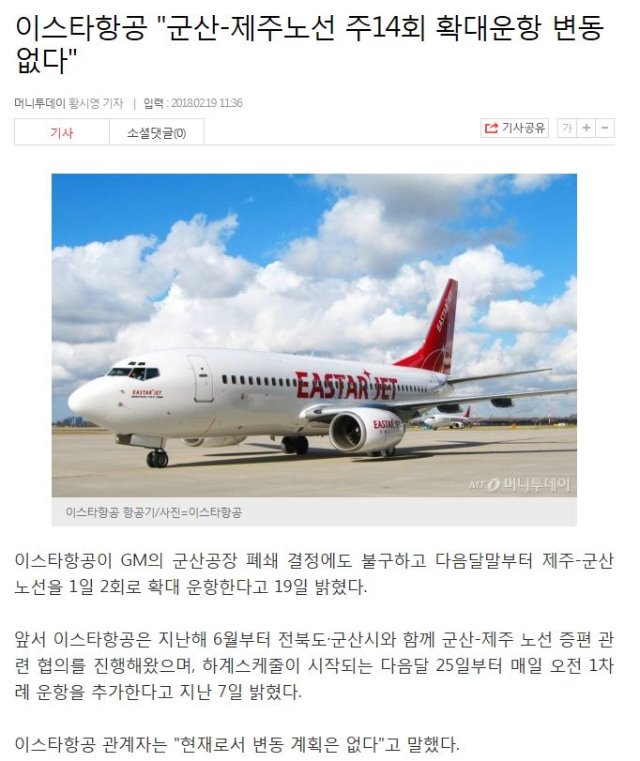 이스타항공 "군산-제주노선 주14회 확대운항 변동
없다"
머니투데이 황시영 기자 | 입력 : 2018.02.19 11:36
기사
소셜댓글(0)
기사공유
가
+
−
EASTAR JET
EASTAR JET
EASTAR JET
EASTAR JET
MT 머니투데이
이스타항공 항공기/사진=이스타항공
이스타항공이 GM의 군산공장 폐쇄 결정에도 불구하고 다음달말부터 제주-군산
노선을 1일 2회로 확대 운항한다고 19일 밝혔다.
앞서 이스타항공은 지난해 6월부터 전북도·군산시와 함께 군산-제주 노선 증편 관
련 협의를 진행해왔으며, 하계스케줄이 시작되는 다음달 25일부터 매일 오전 1차
례 운항을 추가한다고 지난 7일 밝혔다.
이스타항공 관계자는 "현재로서 변동 계획은 없다"고 말했다.